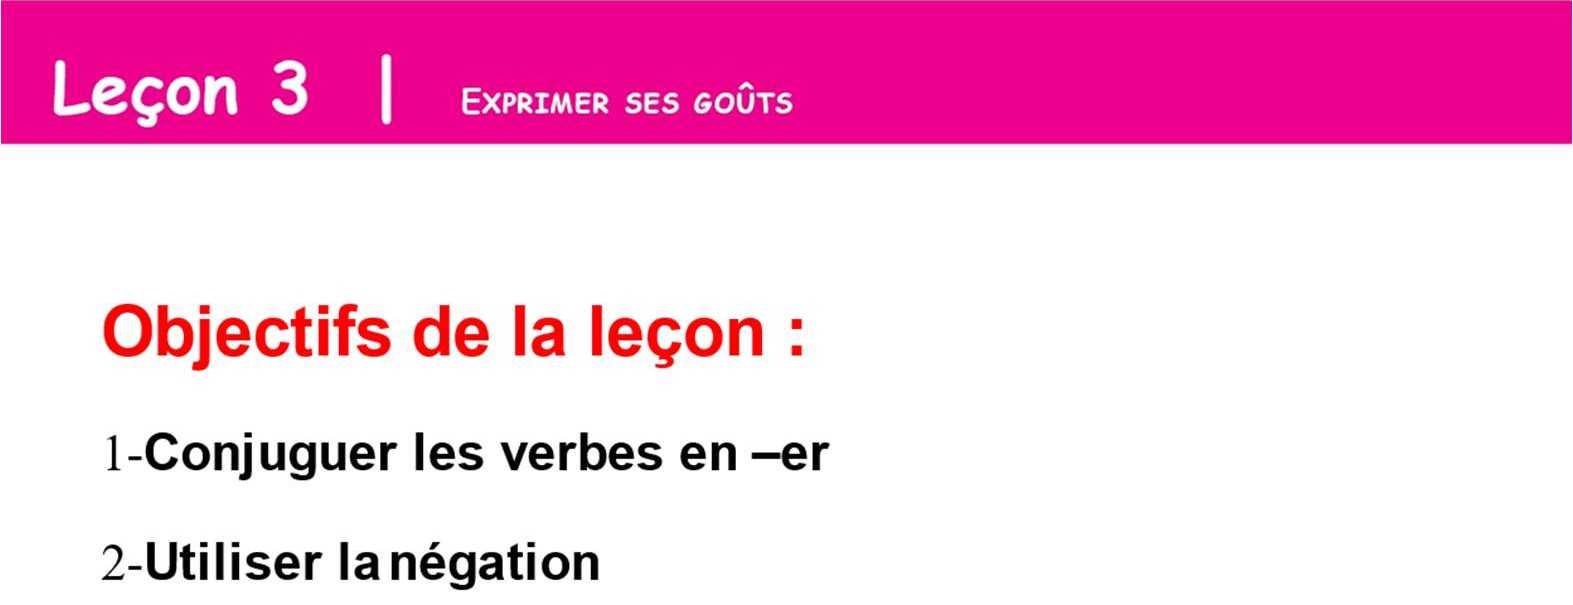 Leçon 3 | EXPRIMER SES GOÛTS
Objectifs de la leçon :
1-Conjuguer les verbes en –er
2-Utiliser la négation